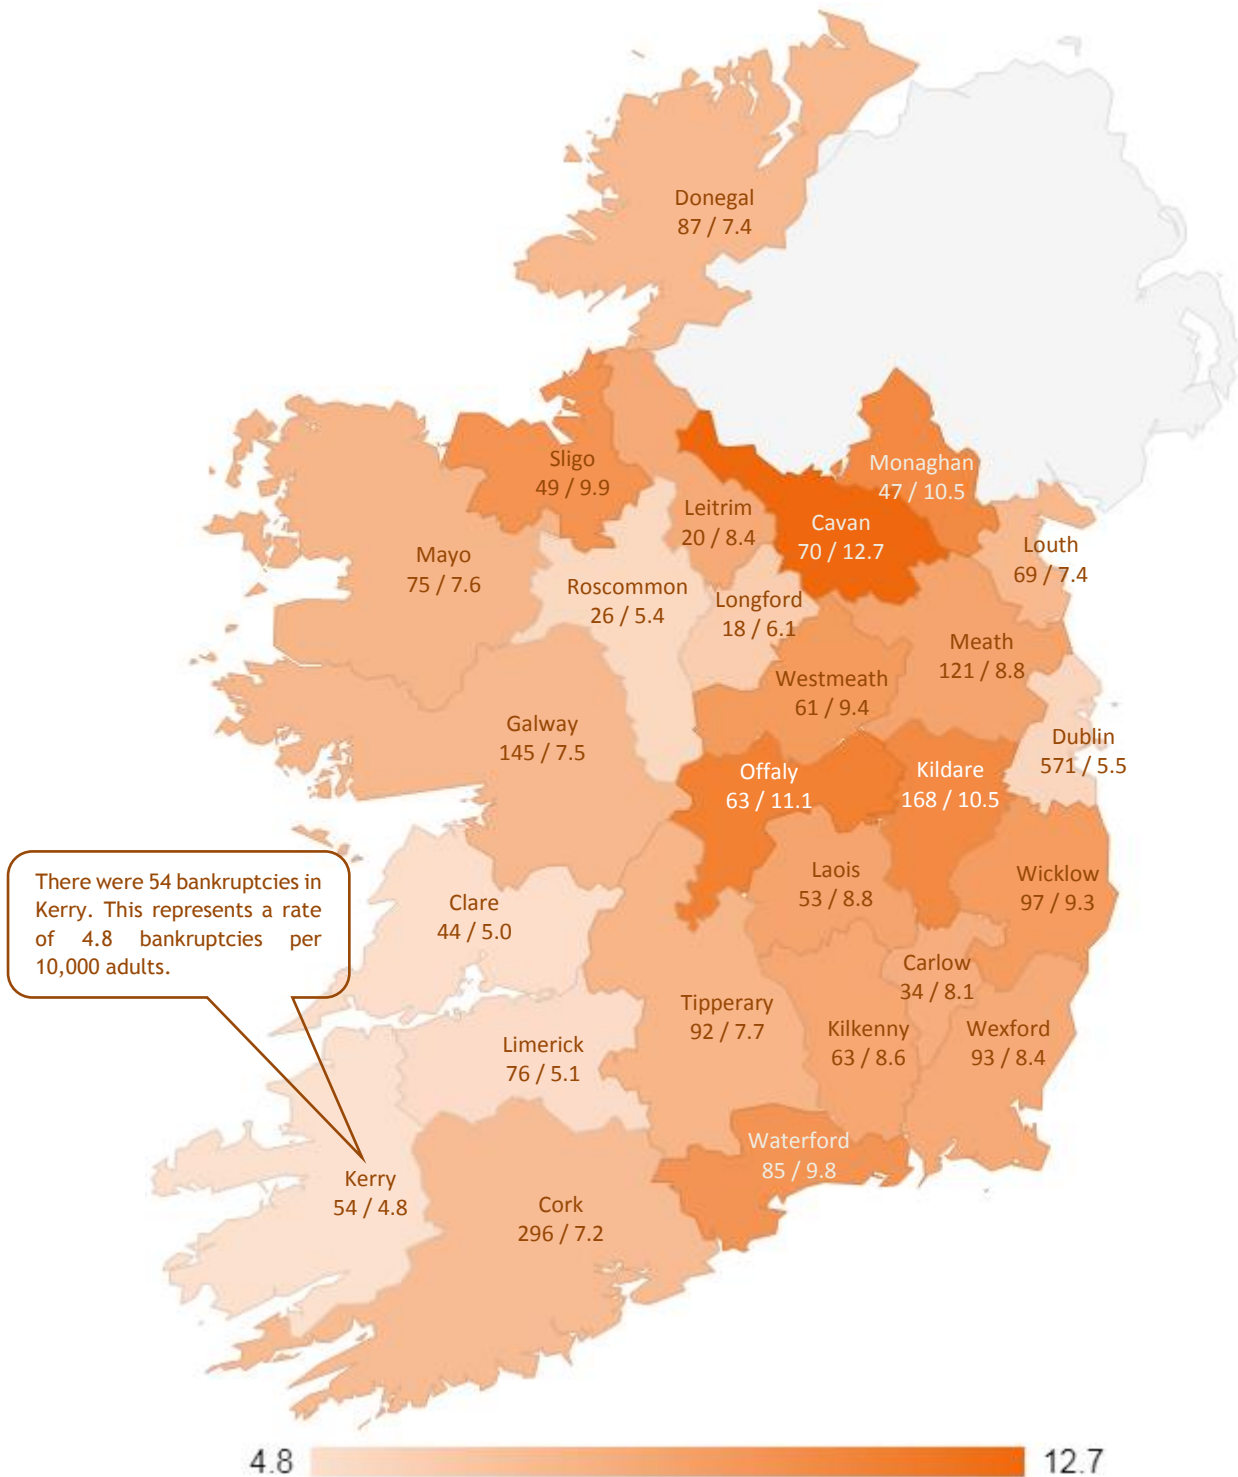 Donegal
87 / 7.4
Sligo
49 / 9.9
Monaghan
47 / 10.5
Leitrim
20 / 8.4
Cavan
70 / 12.7
Louth
69 / 7.4
Mayo
75 / 7.6
Roscommon
26 / 5.4
Longford
18 / 6.1
Meath
121 / 8.8
Westmeath
61 / 9.4
Galway
145 / 7.5
Dublin
571 / 5.5
Offaly
63 / 11.1
Kildare
168 / 10.5
There were 54 bankruptcies in
Kerry. This represents a rate
of 4.8 bankruptcies per
10,000 adults.
Laois
53 / 8.8
Wicklow
97 / 9.3
Clare
44 / 5.0
Carlow
34 / 8.1
Tipperary
92 / 7.7
Kilkenny
63 / 8.6
Wexford
93 / 8.4
Limerick
76 / 5.1
Waterford
85 / 9.8
Kerry
54 / 4.8
Cork
296 / 7.2
4.8
12.7